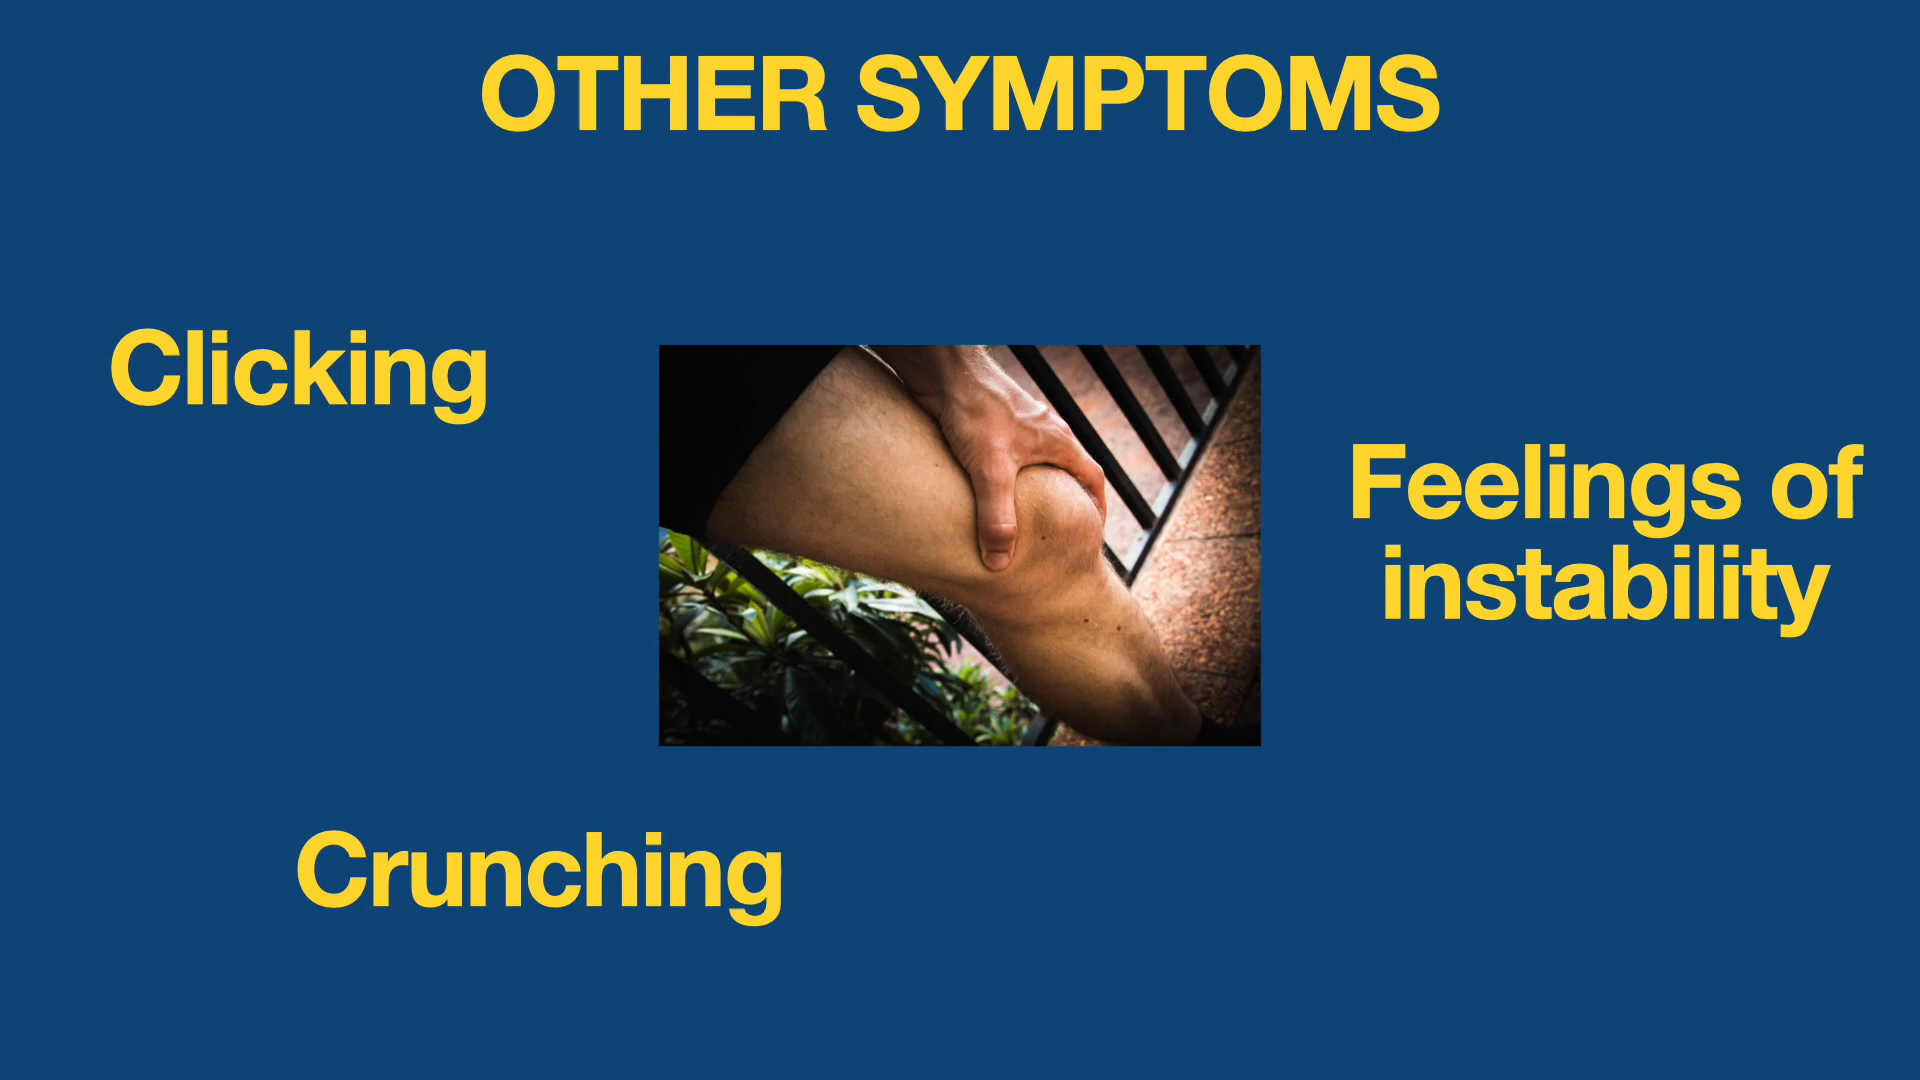 OTHER SYMPTOMS
Clicking
Feelings of
instability
Crunching